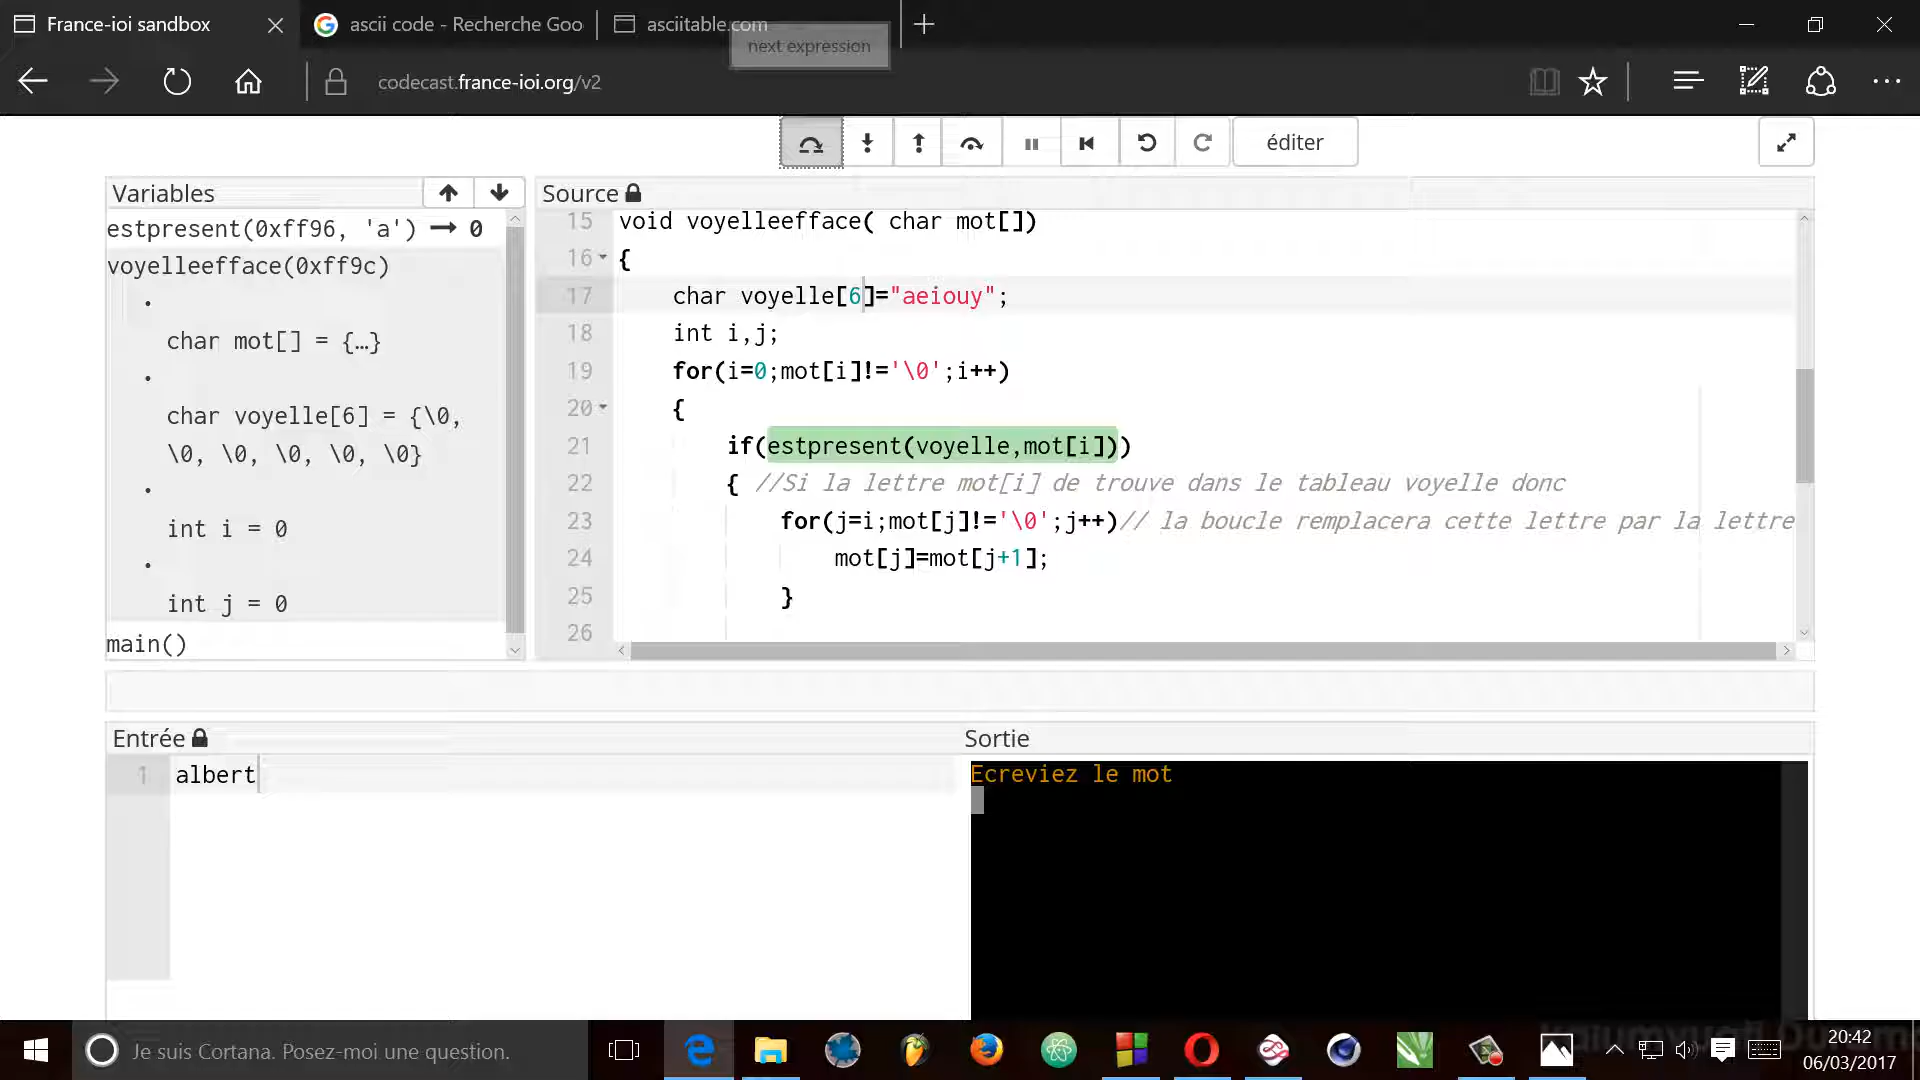 France-ioi sandbox
ascii code - Recherche Goo
asciitable.com
next expression
codecast.france-ioi.org/v2
éditer
Variables
Source
estpresent(0xff96, 'a') → 0
voyelleefface(0xff9c)
•
char mot[] = {…}
•
char voyelle[6] = {\0,
\0, \0, \0, \0, \0}
•
int i = 0
•
int j = 0
main()
15 void voyelleefface( char mot[])
16 {
17 char voyelle[6]="aeiouy";
18 int i,j;
19 for(i=0;mot[i]!='\0';i++)
20 {
21 if(estpresent(voyelle,mot[i]))
22 { //Si la lettre mot[i] de trouve dans le tableau voyelle donc
23 for(j=i;mot[j]!='\0';j++)// la boucle remplacera cette lettre par la lettre
24 mot[j]=mot[j+1];
25 }
26
Entrée
1 albert
Sortie
Ecreviez le mot
Je suis Cortana. Posez-moi une question.
20:42
06/03/2017